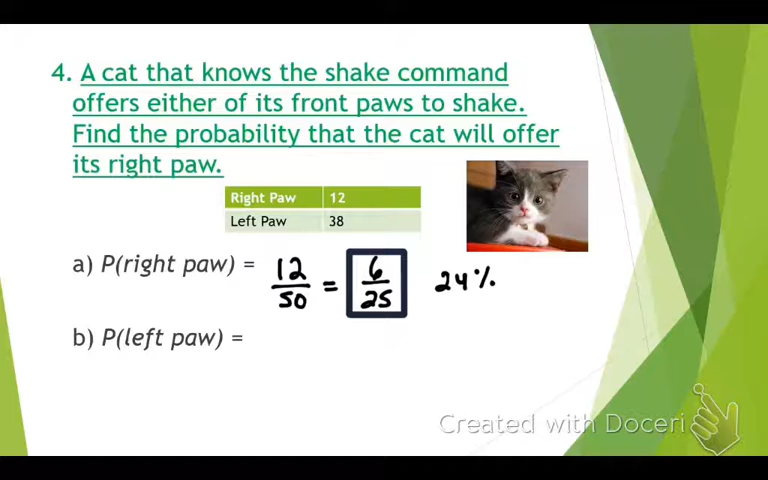 4. A cat that knows the shake command
offers either of its front paws to shake.
Find the probability that the cat will offer
its right paw.
Right Paw 12
Left Paw 38
a) P(right paw) = 12/50 = 6/25 24%
b) P(left paw) =
Created with Doceri